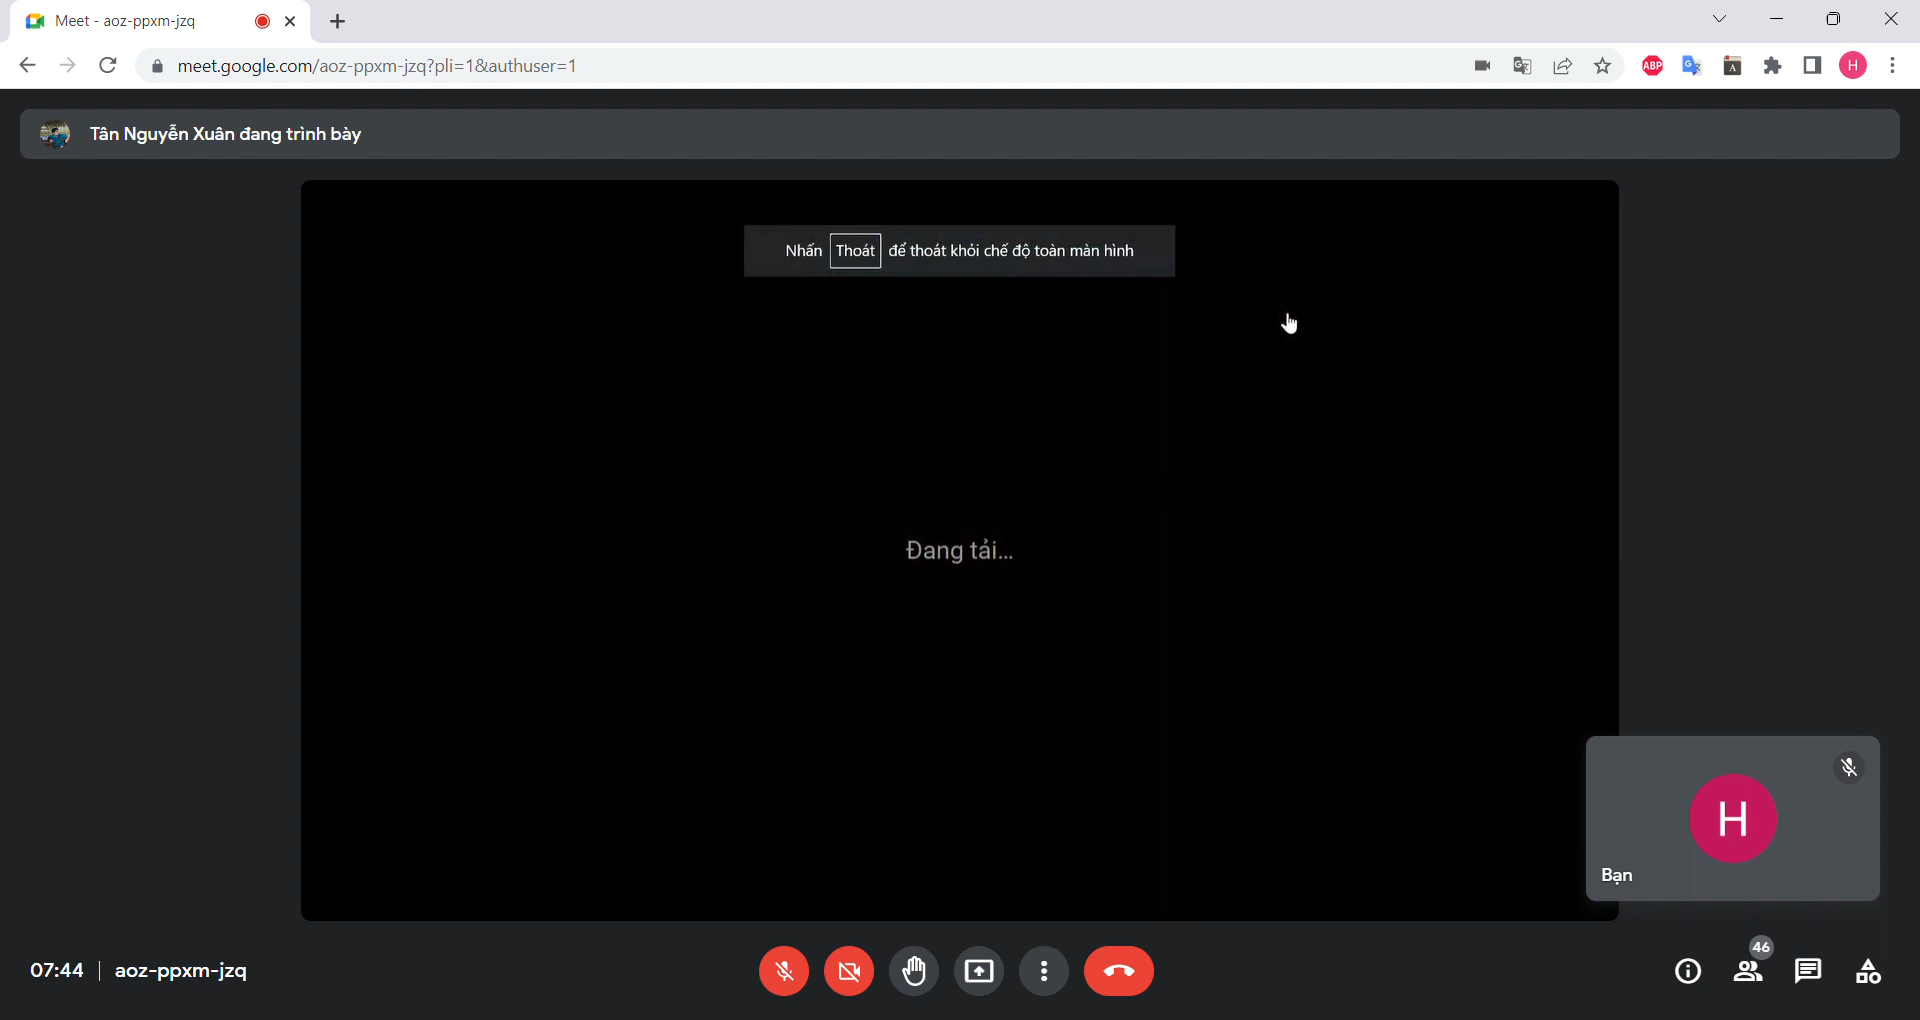 Meet - aoz-ppxm-jzq
meet.google.com/aoz-ppxm-jzq?pli=1&authuser=1
ABP
G
A
H
Tân Nguyễn Xuân đang trình bày
Nhấn Thoát để thoát khỏi chế độ toàn màn hình
Đang tải...
H
Bạn
07:44 | aoz-ppxm-jzq
46